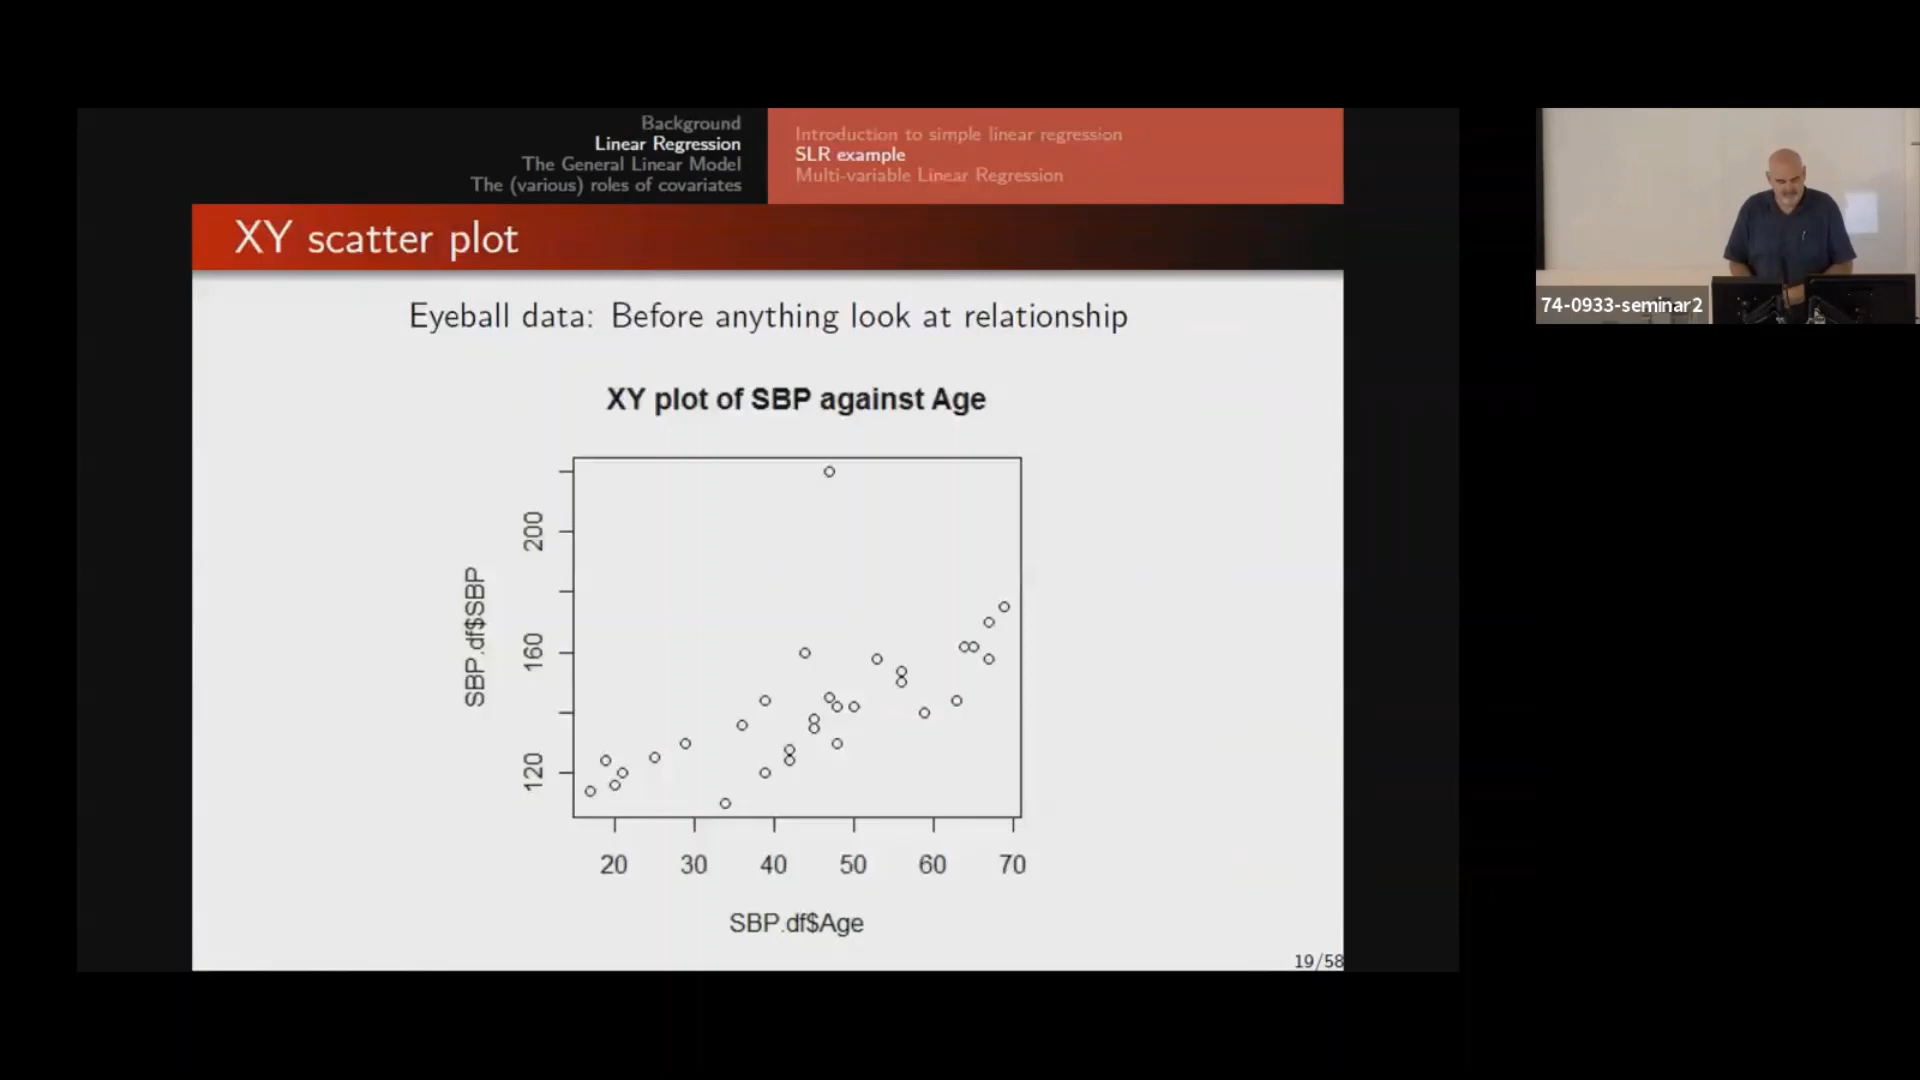 Background
Linear Regression
The General Linear Model
The (various) roles of covariates
Introduction to simple linear regression
SLR example
Multi-variable Linear Regression
XY scatter plot
Eyeball data: Before anything look at relationship
XY plot of SBP against Age
SBP.df$SBP
200
160
120
20 30 40 50 60 70
SBP.df$Age
19/58
74-0933-seminar2